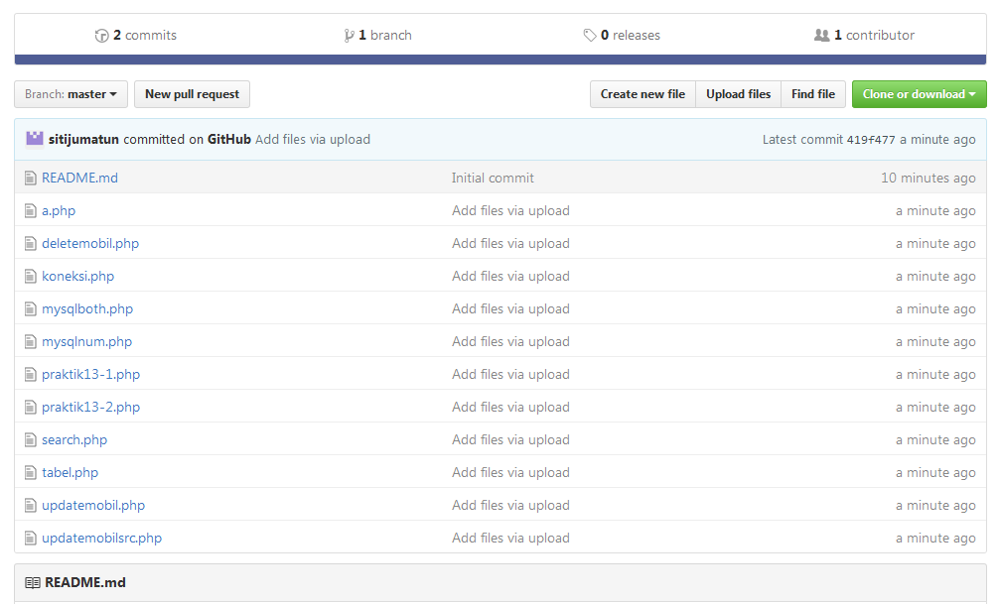 2 commits 1 branch 0 releases 1 contributor
Branch: master New pull request Create new file Upload files Find file Clone or download
sitijumatun committed on GitHub Add files via upload Latest commit 419f477 a minute ago
README.md Initial commit 10 minutes ago
a.php Add files via upload a minute ago
deletemobil.php Add files via upload a minute ago
koneksi.php Add files via upload a minute ago
mysqlboth.php Add files via upload a minute ago
mysqlnum.php Add files via upload a minute ago
praktik13-1.php Add files via upload a minute ago
praktik13-2.php Add files via upload a minute ago
search.php Add files via upload a minute ago
tabel.php Add files via upload a minute ago
updatemobil.php Add files via upload a minute ago
updatemobilsrc.php Add files via upload a minute ago
README.md